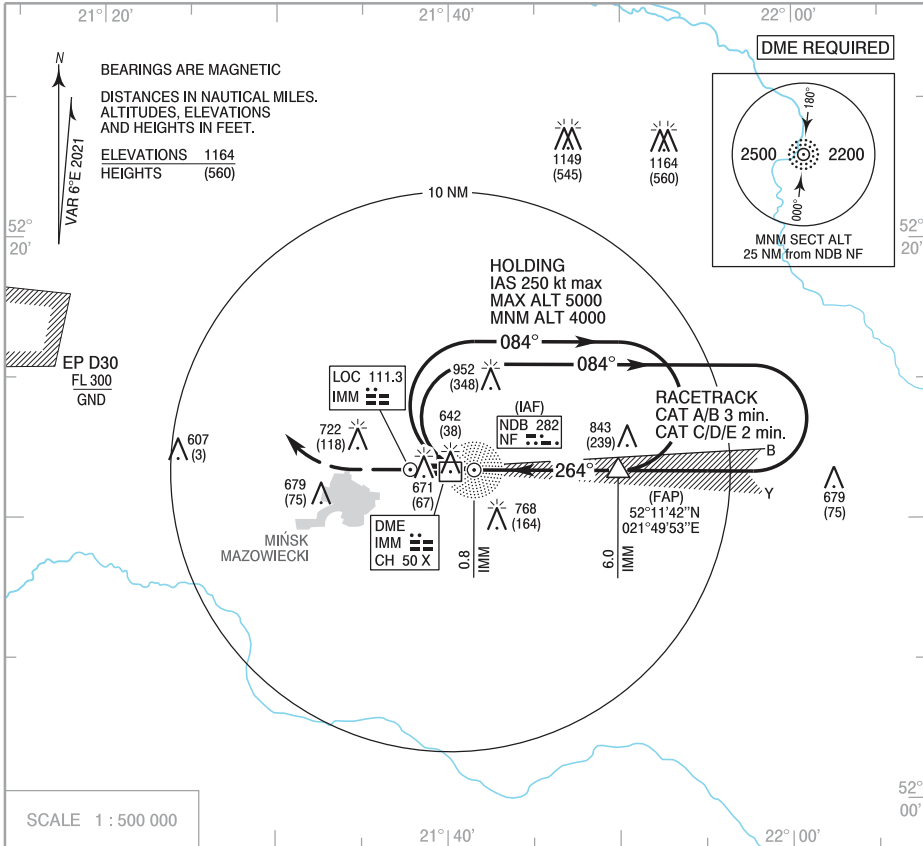 21° 20'
21° 40'
22° 00'
N
VAR 6°E 2021
BEARINGS ARE MAGNETIC
DISTANCES IN NAUTICAL MILES.
ALTITUDES, ELEVATIONS
AND HEIGHTS IN FEET.
ELEVATIONS 1164
HEIGHTS (560)
DME REQUIRED
180°
2500
2200
000°
MNM SECT ALT
25 NM from NDB NF
1149
(545)
1164
(560)
10 NM
52°
20'
52°
20'
HOLDING
IAS 250 kt max
MAX ALT 5000
MNM ALT 4000
084°
084°
EP D30
FL 300
GND
LOC 111.3
IMM
952
(348)
RACETRACK
CAT A/B 3 min.
CAT C/D/E 2 min.
(IAF)
NDB 282
NF
642
(38)
722
(118)
843
(239)
607
(3)
B
264°
Y
671
(67)
679
(75)
679
(75)
(FAP)
52°11'42"N
021°49'53"E
768
(164)
DME
IMM
CH 50 X
MIŃSK
MAZOWIECKI
0.8
IMM
6.0
IMM
52°
00'
SCALE 1 : 500 000
21° 40'
22° 00'